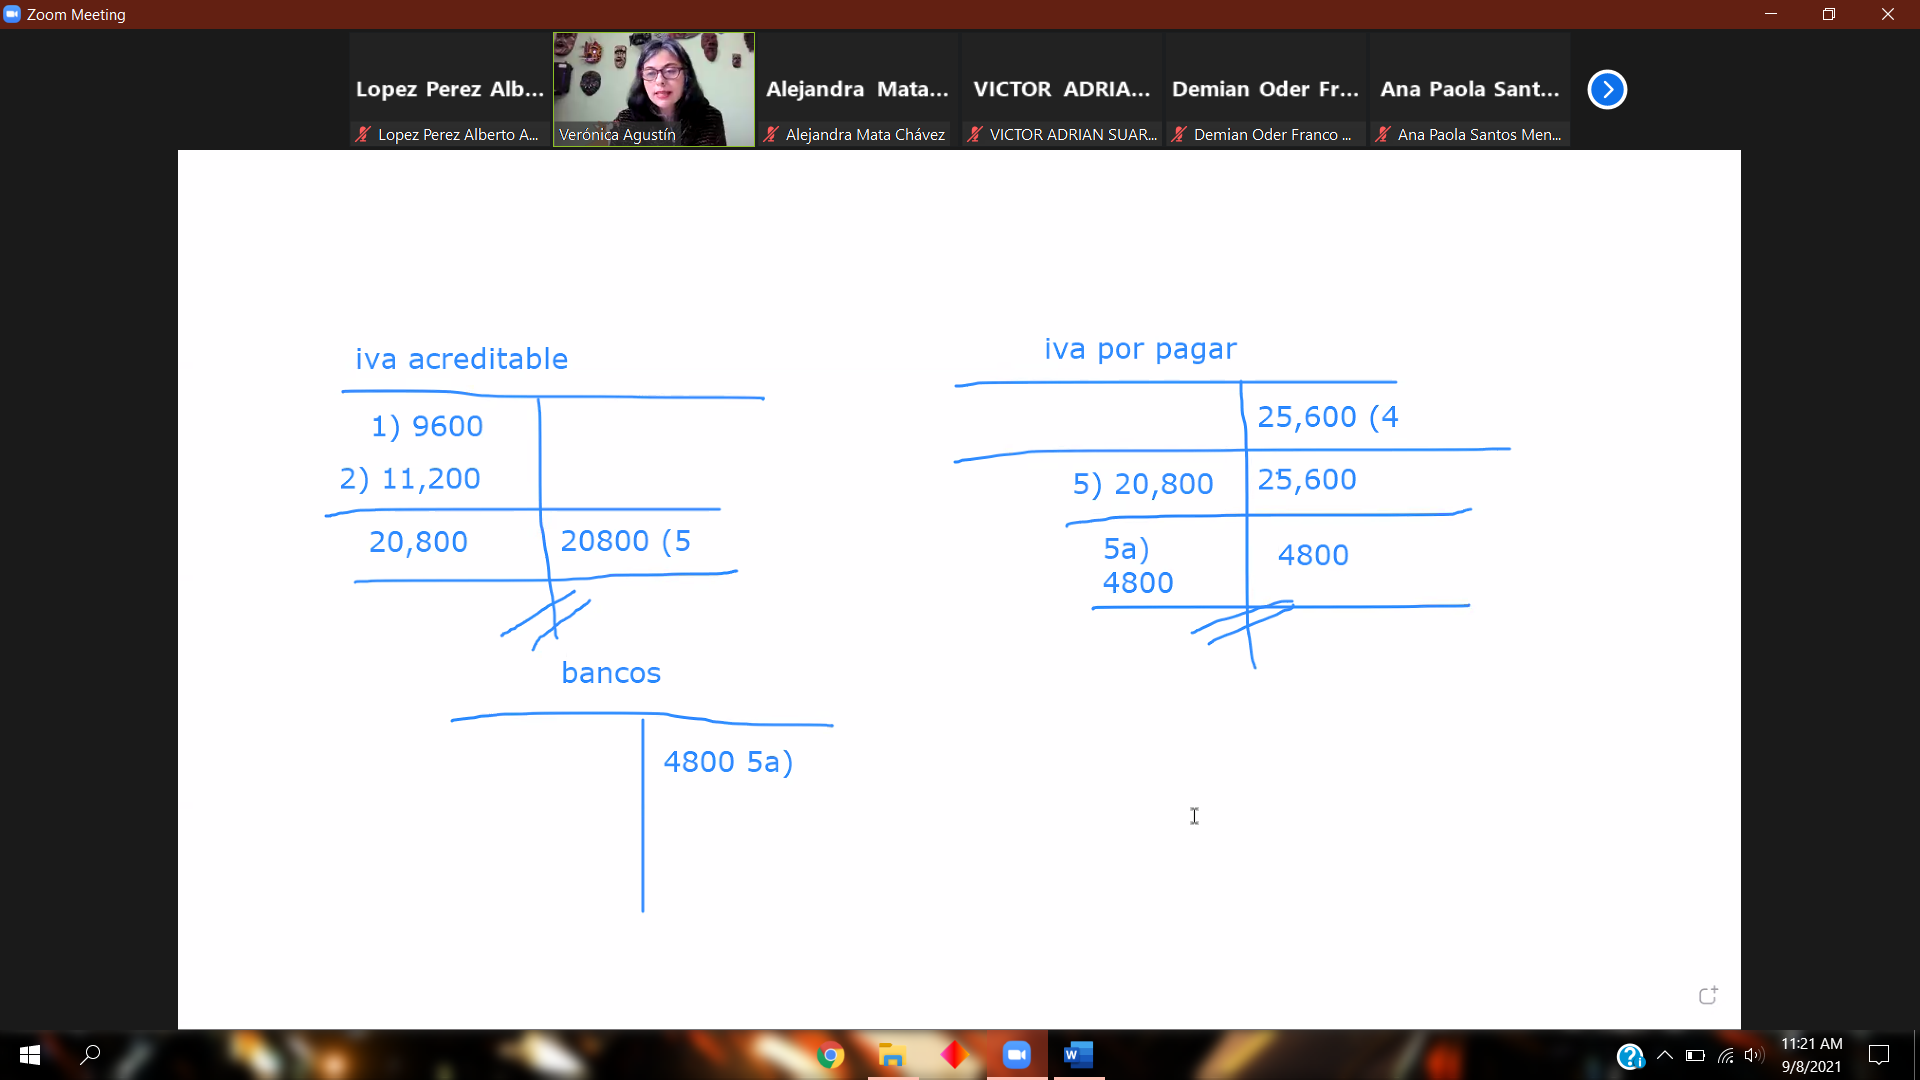 Zoom Meeting
Lopez Perez Alb...
Alejandra Mata...
VICTOR ADRIA...
Demian Oder Fr...
Ana Paola Sant...
Lopez Perez Alberto A...
Verónica Agustín
Alejandra Mata Chávez
VICTOR ADRIAN SUAR...
Demian Oder Franco ...
Ana Paola Santos Men...
iva acreditable
1) 9600
2) 11,200
20,800
20800 (5
iva por pagar
25,600 (4
5) 20,800
25,600
5a)
4800
4800
bancos
4800 5a)
11:21 AM
9/8/2021